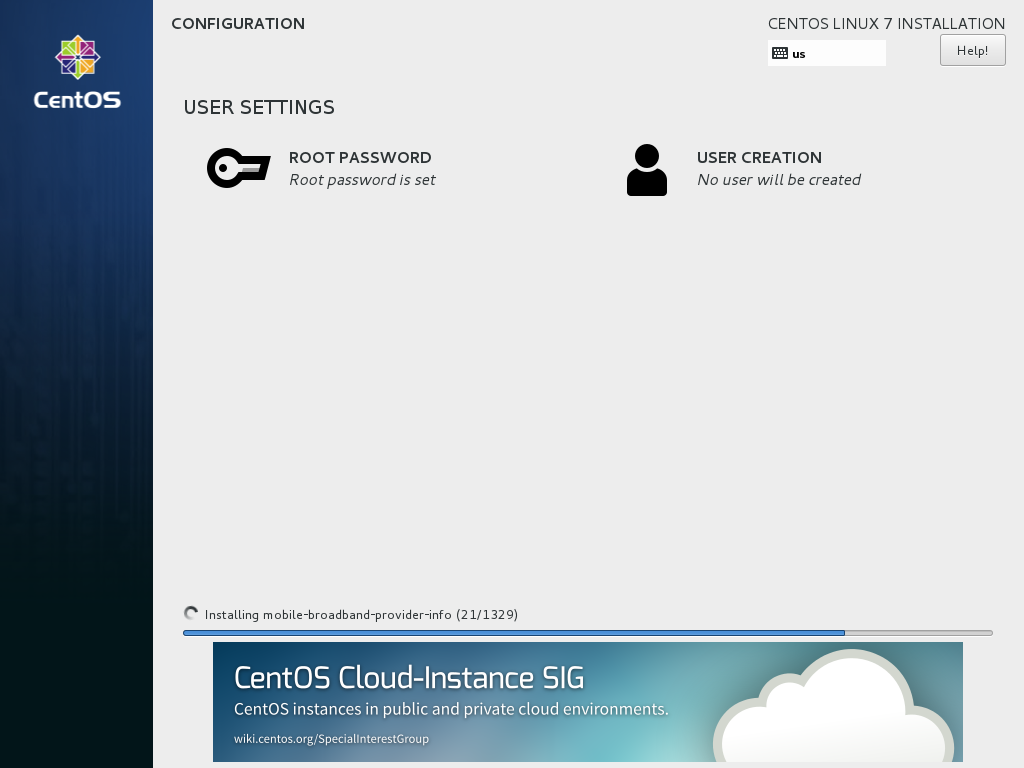 CentOS
CONFIGURATION
CENTOS LINUX 7 INSTALLATION
us
Help!
USER SETTINGS
ROOT PASSWORD
Root password is set
USER CREATION
No user will be created
Installing mobile-broadband-provider-info (21/1329)
CentOS Cloud-Instance SIG
CentOS instances in public and private cloud environments.
wiki.centos.org/SpecialInterestGroup